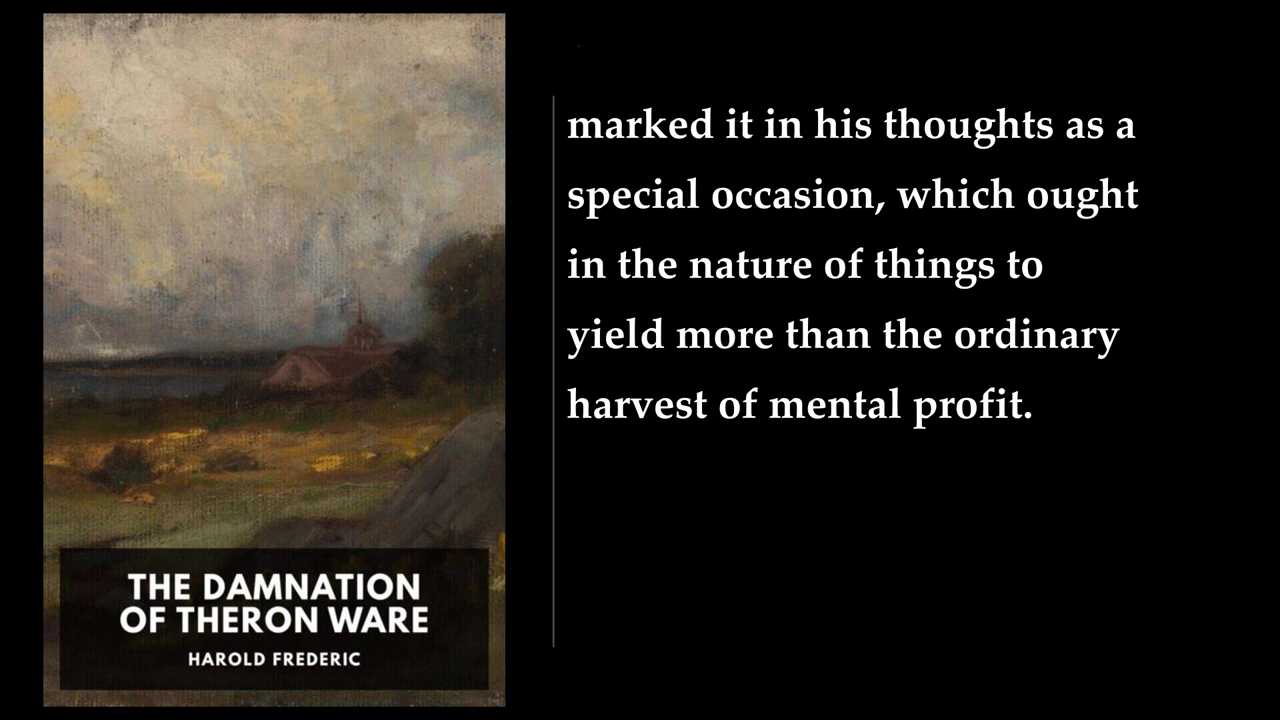 marked it in his thoughts as a
special occasion, which ought
in the nature of things to
yield more than the ordinary
harvest of mental profit.
THE DAMNATION
OF THERON WARE
HAROLD FREDERIC